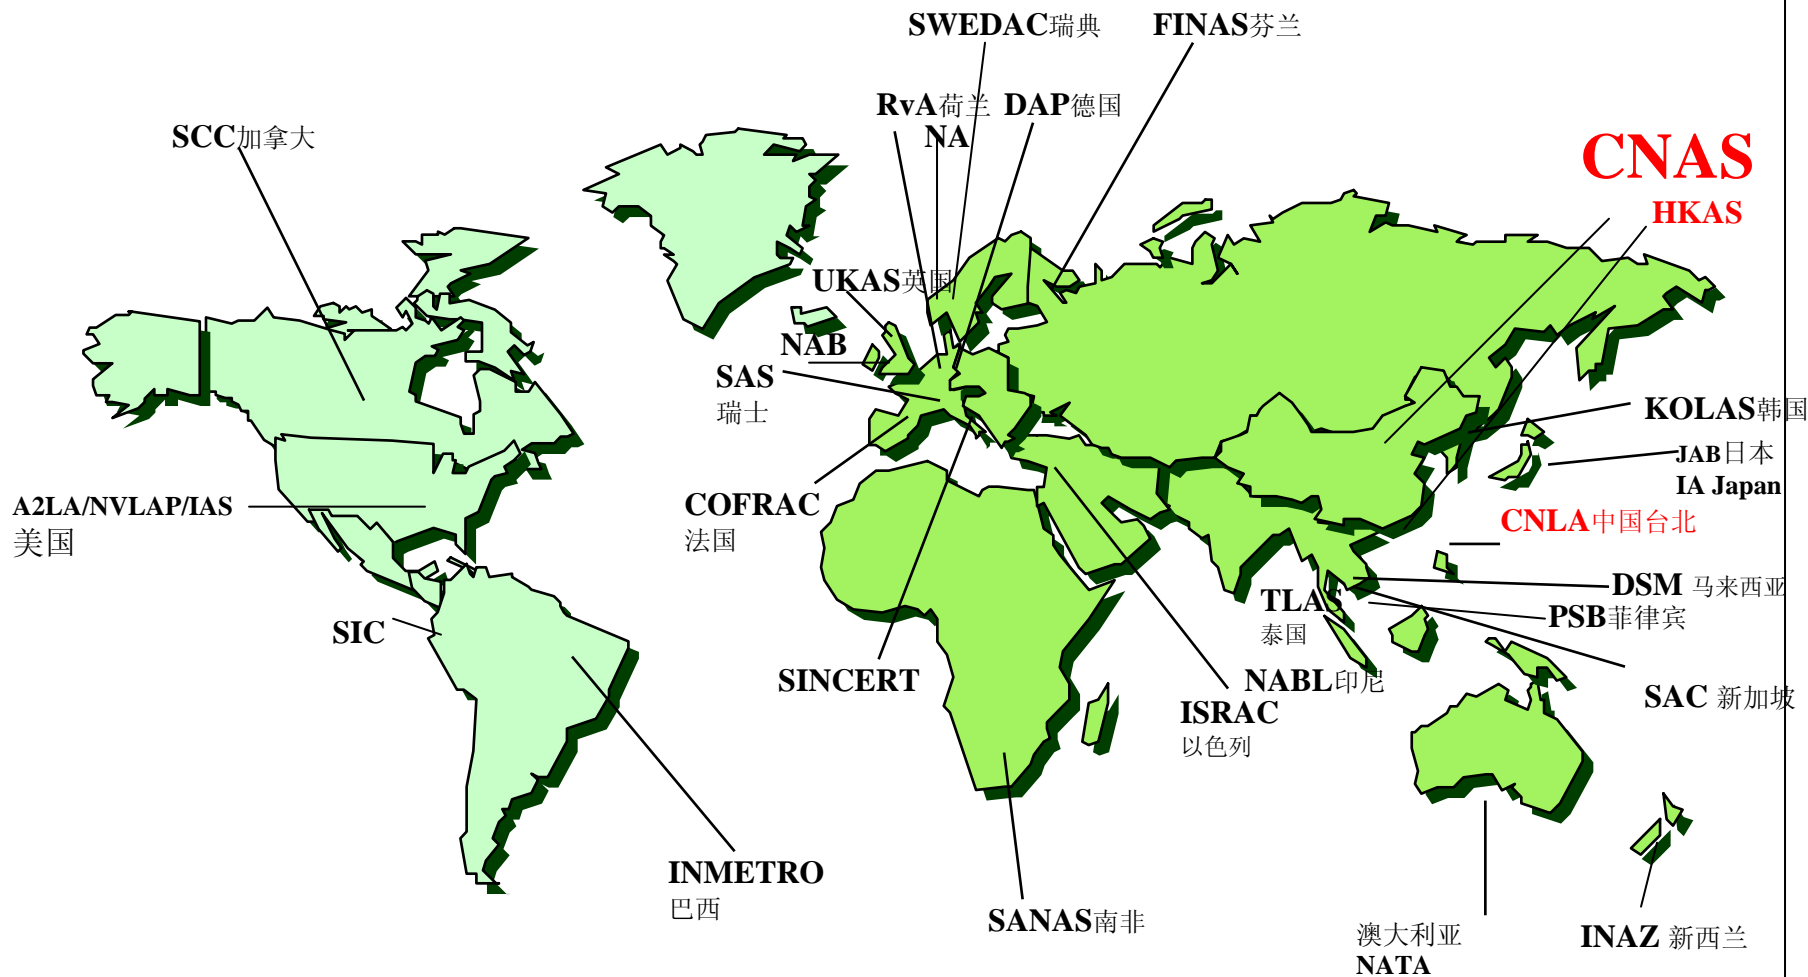 SWEDAC瑞典
FINAS芬兰
RvA荷兰
DAP德国
NA
SCC加拿大
CNAS
HKAS
UKAS英国
NAB
SAS
瑞士
KOLAS韩国
JAB日本
IA Japan
A2LA/NVLAP/IAS
美国
COFRAC
法国
CNLA中国台北
DSM 马来西亚
TLAS
泰国
PSB菲律宾
SIC
SINCERT
NABL印尼
ISRAC
以色列
SAC 新加坡
INMETRO
巴西
SANAS南非
澳大利亚
NATA
INAZ 新西兰